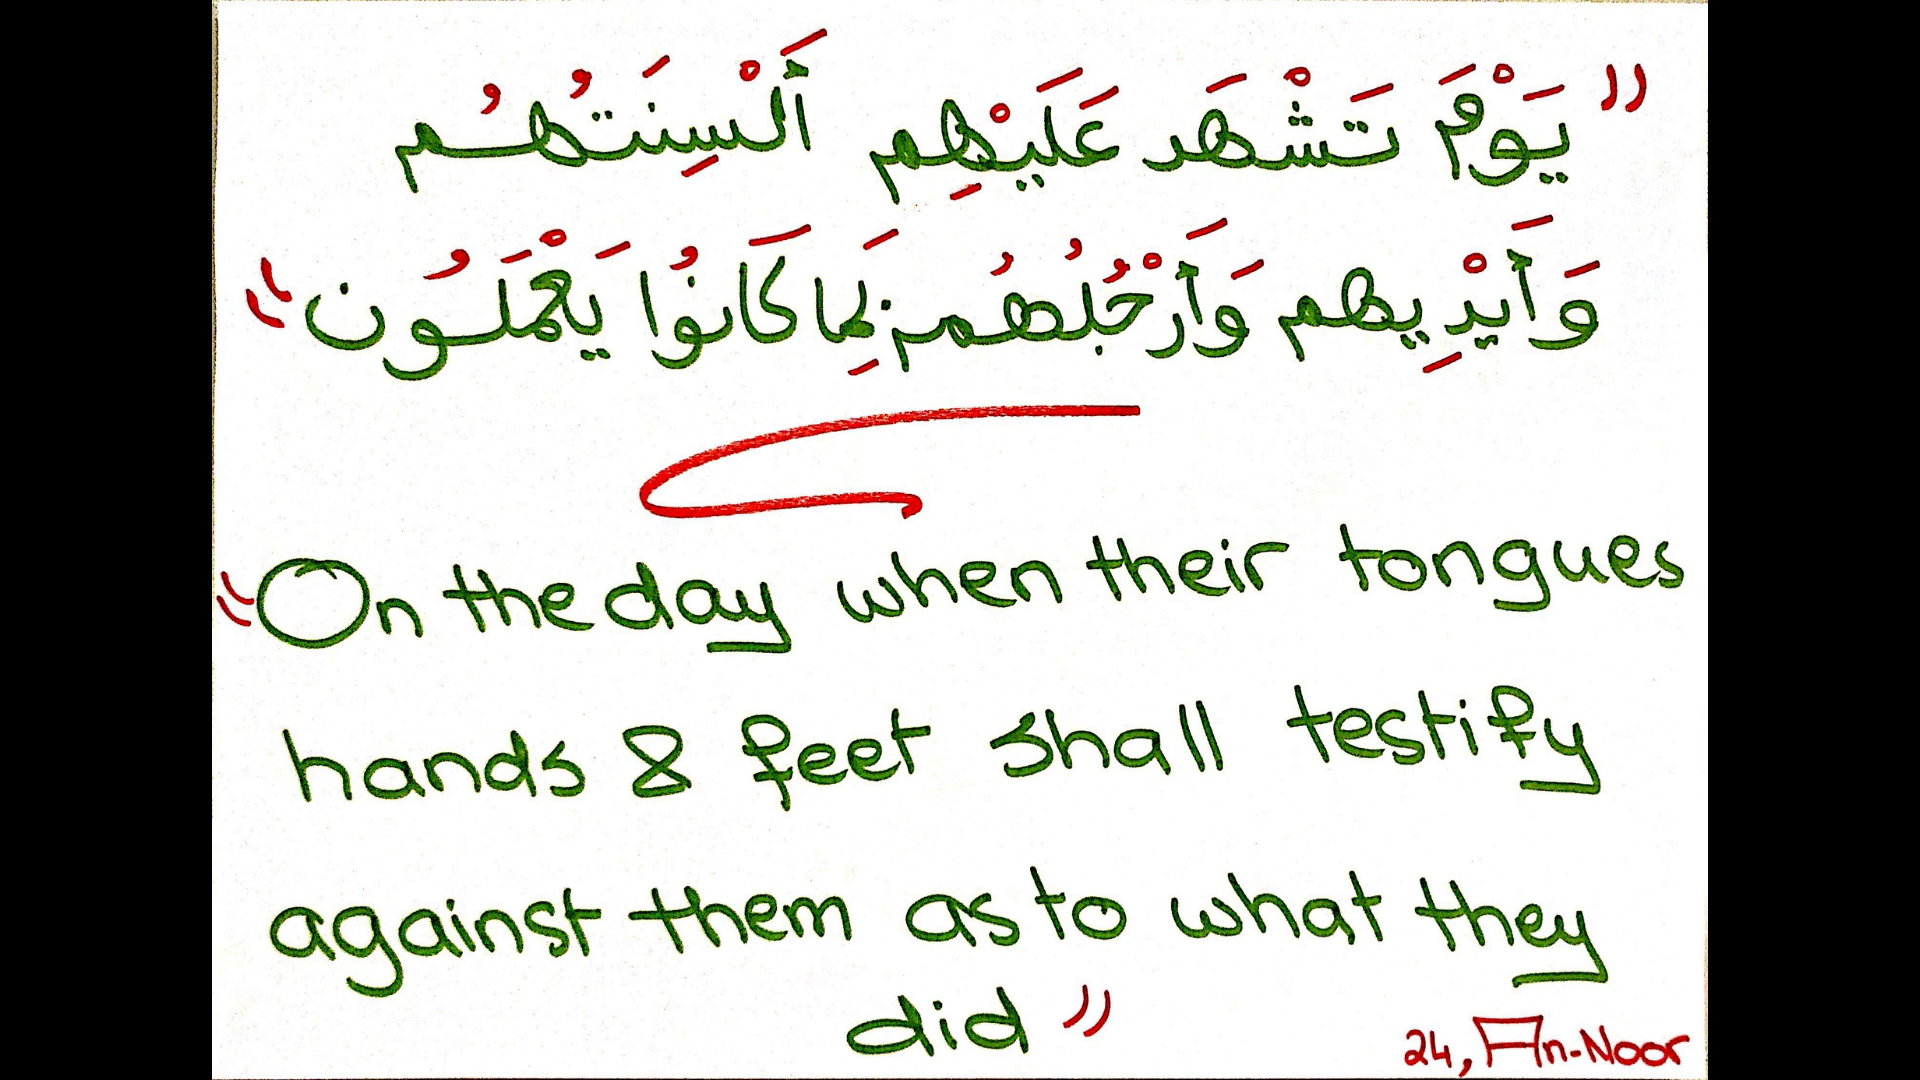 "يَوْمَ تَشْهَد عَلَيْهِم أَلْسِنَتُهُم
وَأَيْدِيهم وَأَرْجُلُهُم بِمَا كَانُوا يَعْمَلُون"
"On the day when their tongues
hands & feet shall testify
against them as to what they
did"
24, An-Noor